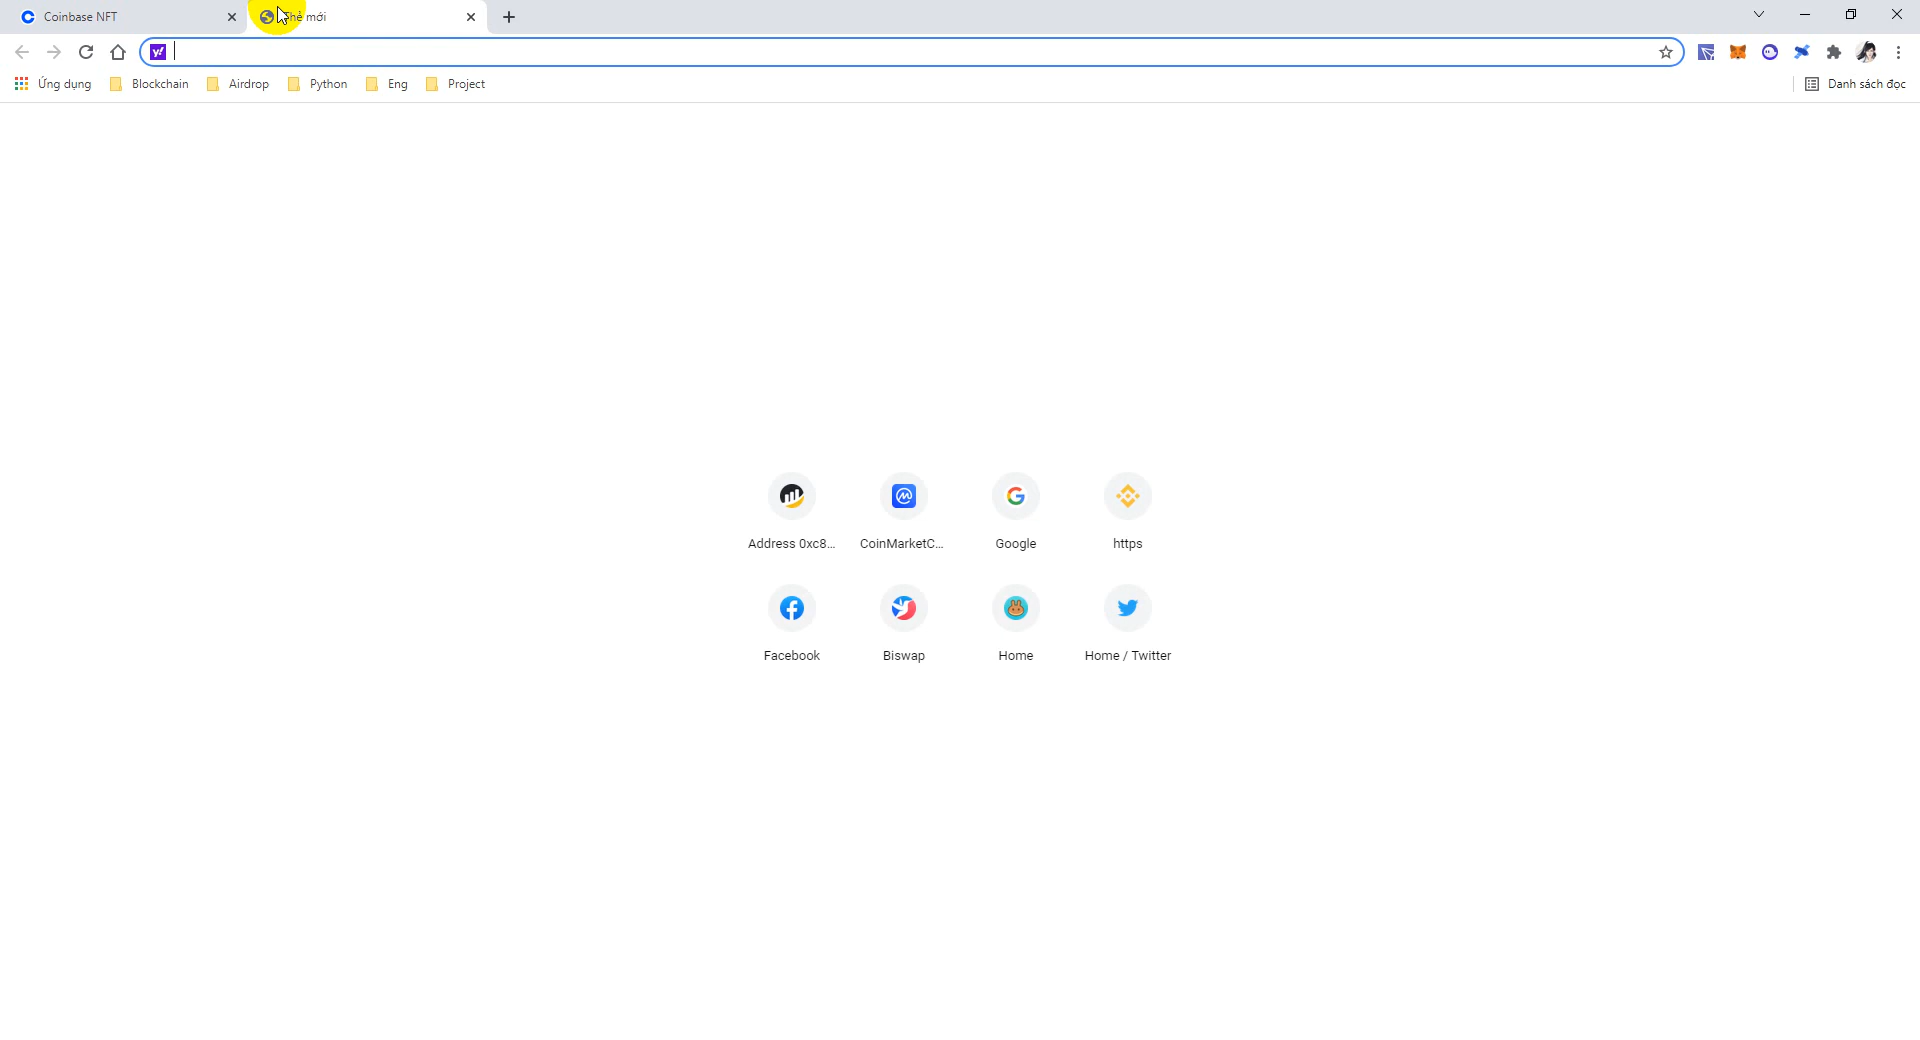 Coinbase NFT
Thẻ mới
y!
Ứng dụng
Blockchain
Airdrop
Python
Eng
Project
Danh sách đọc
Address 0xc8...
CoinMarketC...
Google
https
Facebook
Biswap
Home
Home / Twitter